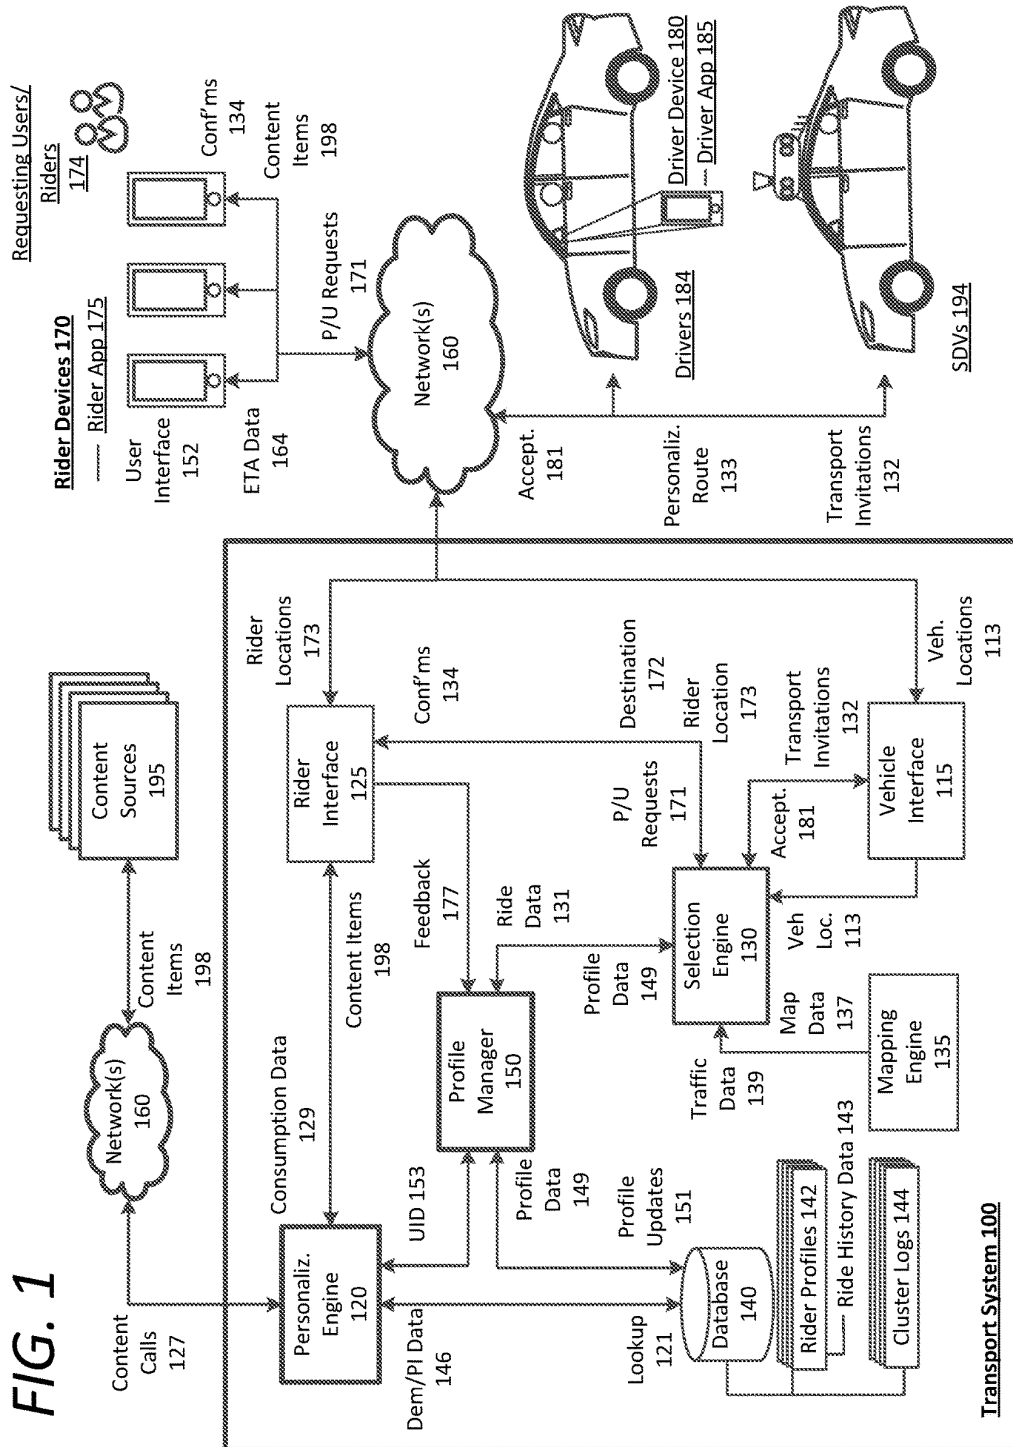 FIG. 1
Content
Calls
127
Network(s)
160
Content
Items
198
Content
Sources
195
Rider Devices 170
Rider App 175
Requesting Users/
Riders
174
User
Interface
152
ETA Data
164
P/U Requests
171
Conf'ms
134
Content
Items
198
Network(s)
160
Accept.
181
Personaliz.
Route
133
Transport
Invitations
132
Drivers 184
Driver Device 180
Driver App 185
SDVs 194
Personaliz.
Engine
120
Consumption Data
129
Content Items
198
Rider
Interface
125
Rider
Locations
173
Dem/PI Data
146
UID 153
Profile
Manager
150
Feedback
177
Conf'ms
134
Profile
Data
149
Ride
Data
131
Profile
Data
149
P/U
Requests
171
Destination
172
Rider
Location
173
Lookup
121
Profile
Updates
151
Database
140
Traffic
Data
139
Map
Data
137
Selection
Engine
130
Veh
Loc.
113
Accept.
181
Transport
Invitations
132
Rider Profiles 142
Ride History Data 143
Cluster Logs 144
Mapping
Engine
135
Vehicle
Interface
115
Veh.
Locations
113
Transport System 100